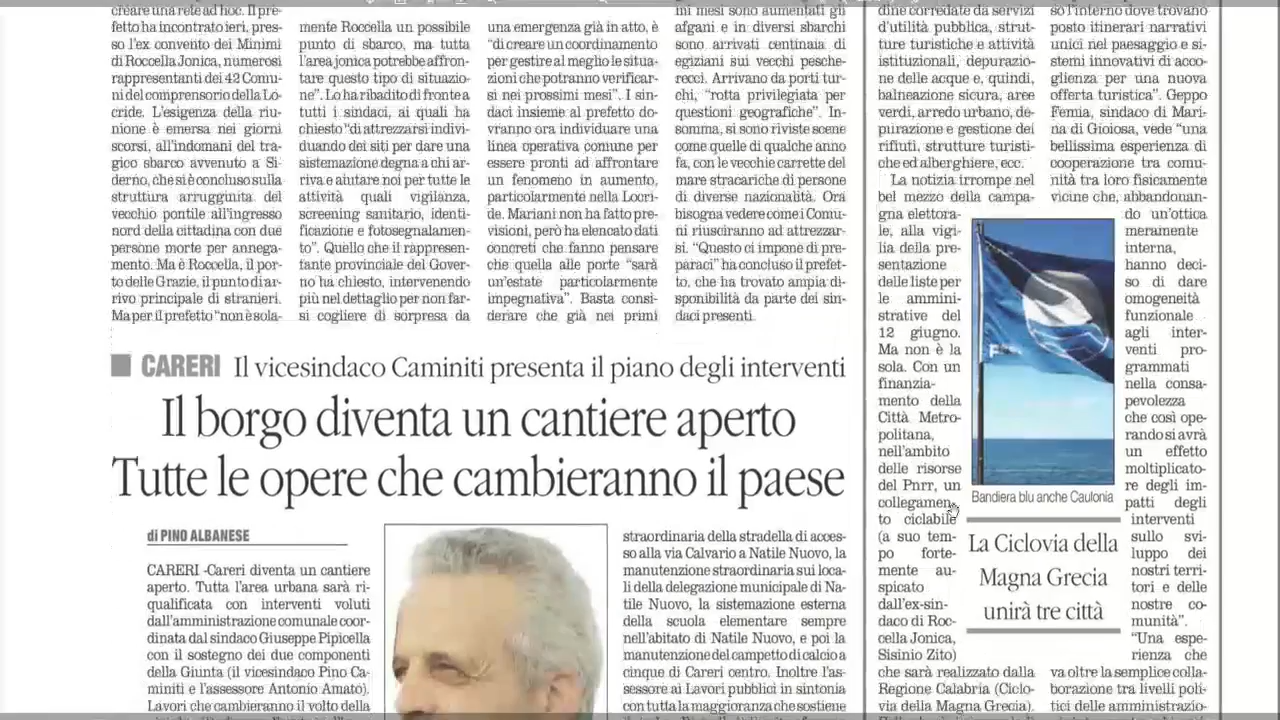 creare una rete ad hoc. Il pre-
fetto ha incontrato ieri, pres-
so l'ex convento dei Minimi
di Roccella Jonica, numerosi
rappresentanti dei 42 Comu-
ni del comprensorio della Lo-
cride. L'esigenza della riu-
nione è emersa nei giorni
scorsi, all'indomani del tra-
gico sbarco avvenuto a Si-
derno, che si è concluso sulla
struttura arrugginita del
vecchio pontile all'ingresso
nord della cittadina con due
persone morte per annega-
mento. Ma è Roccella, il por-
to delle Grazie, il punto di ar-
rivo principale di stranieri.
Ma per il prefetto "non è sola-
mente Roccella un possibile
punto di sbarco, ma tutta
l'area jonica potrebbe affron-
tare questo tipo di situazio-
ne". Lo ha ribadito di fronte a
tutti i sindaci, ai quali ha
chiesto "di attrezzarsi indivi-
duando dei siti per dare una
sistemazione degna a chi ar-
riva e aiutare noi per tutte le
attività quali vigilanza,
screening sanitario, identi-
ficazione e fotosegnalamen-
to". Quello che il rappresen-
tante provinciale del Gover-
no ha chiesto, intervenendo
più nel dettaglio per non far-
si cogliere di sorpresa da
una emergenza già in atto, è
"di creare un coordinamento
per gestire al meglio le situa-
zioni che potranno verificar-
si nei prossimi mesi". I sin-
daci insieme al prefetto do-
vranno ora individuare una
linea operativa comune per
essere pronti ad affrontare
un fenomeno in aumento,
particolarmente nella Locri-
de. Mariani non ha fatto pre-
visioni, però ha elencato dati
concreti che fanno pensare
che quella alle porte "sarà
un'estate particolarmente
impegnativa". Basta consi-
derare che già nei primi
ni mesi sono aumentati gli
afgani e in diversi sbarchi
sono arrivati centinaia di
egiziani sui vecchi pesche-
recci. Arrivano da porti tur-
chi, "rotta privilegiata per
questioni geografiche". In-
somma, si sono riviste scene
come quelle di qualche anno
fa, con le vecchie carrette del
mare stracariche di persone
di diverse nazionalità. Ora
bisogna vedere come i Comu-
ni riusciranno ad attrezzar-
si. "Questo ci impone di pre-
pararci" ha concluso il prefet-
to, che ha trovato ampia di-
sponibilità da parte dei sin-
daci presenti.
CARERI Il vicesindaco Caminiti presenta il piano degli interventi
Il borgo diventa un cantiere aperto
Tutte le opere che cambieranno il paese
di PINO ALBANESE
CARERI -Careri diventa un cantiere
aperto. Tutta l'area urbana sarà ri-
qualificata con interventi voluti
dall'amministrazione comunale coor-
dinata dal sindaco Giuseppe Pipicella
con il sostegno dei due componenti
della Giunta (il vicesindaco Pino Ca-
miniti e l'assessore Antonio Amato).
Lavori che cambieranno il volto della
straordinaria della stradella di acces-
so alla via Calvario a Natile Nuovo, la
manutenzione straordinaria sui loca-
li della delegazione municipale di Na-
tile Nuovo, la sistemazione esterna
della scuola elementare sempre
nell'abitato di Natile Nuovo, e poi la
manutenzione del campetto di calcio a
cinque di Careri centro. Inoltre l'as-
sessore ai Lavori pubblici in sintonia
con tutta la maggioranza che sostiene
dine corredate da servizi
d'utilità pubblica, strut-
ture turistiche e attività
istituzionali, depurazio-
ne delle acque e, quindi,
balneazione sicura, aree
verdi, arredo urbano, de-
purazione e gestione dei
rifiuti, strutture turisti-
che ed alberghiere, ecc.
La notizia irrompe nel
bel mezzo della campa-
gna elettora-
le, alla vigi-
lia della pre-
sentazione
delle liste per
le ammini-
strative del
12 giugno.
Ma non è la
sola. Con un
finanzia-
mento della
Città Metro-
politana,
nell'ambito
delle risorse
del Pnrr, un
collegamen-
to ciclabile
(a suo tem-
po forte-
mente au-
spicato
dall'ex-sin-
daco di Roc-
cella Jonica,
Sisinio Zito)
che sarà realizzato dalla
Regione Calabria (Ciclo-
via della Magna Grecia).
Bandiera blu anche Caulonia
La Ciclovia della
Magna Grecia
unirà tre città
so l'interno dove trovano
posto itinerari narrativi
unici nel paesaggio e si-
stemi innovativi di acco-
glienza per una nuova
offerta turistica". Geppo
Femia, sindaco di Mari-
na di Gioiosa, vede "una
bellissima esperienza di
cooperazione tra comu-
nità tra loro fisicamente
vicine che, abbandonan-
do un'ottica
meramente
interna,
hanno deci-
so di dare
omogeneità
funzionale
agli inter-
venti pro-
grammati
nella consa-
pevolezza
che così ope-
rando si avrà
un effetto
moltiplicato-
re degli im-
patti degli
interventi
sullo svi-
luppo dei
nostri terri-
tori e delle
nostre co-
munità".
"Una espe-
rienza che
va oltre la semplice colla-
borazione tra livelli poli-
tici delle amministrazio-